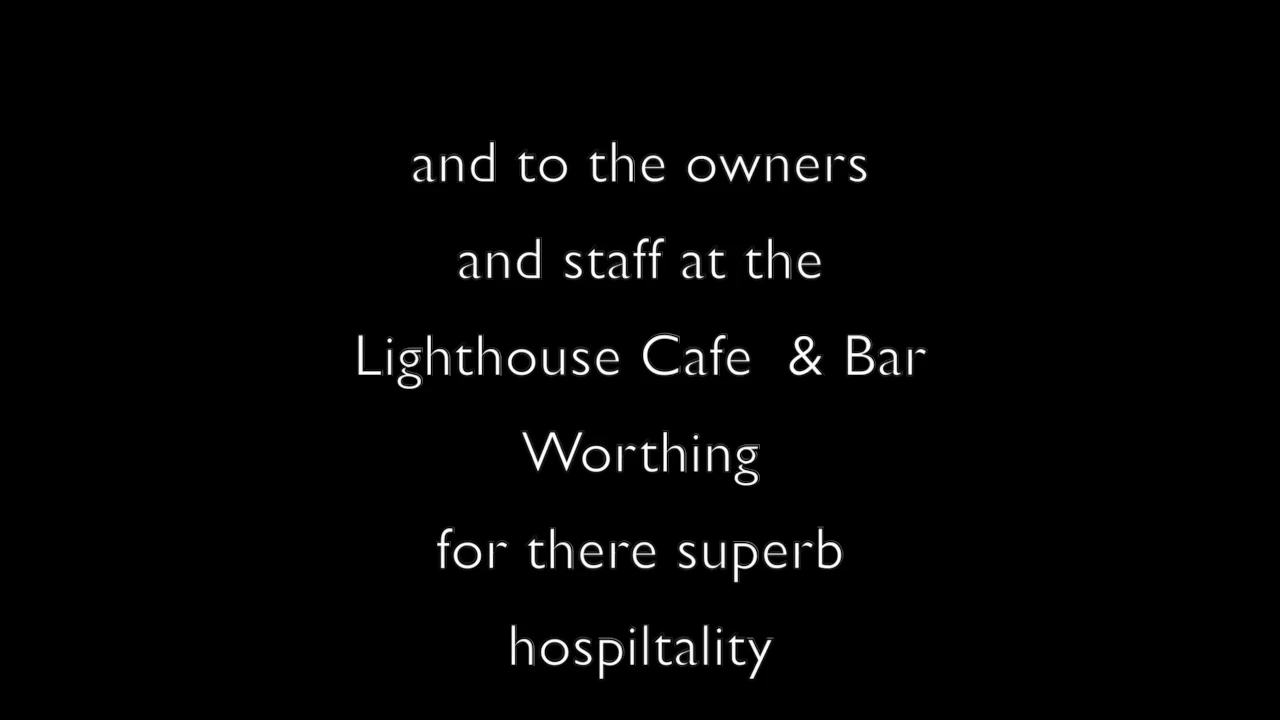 and to the owners
and staff at the
Lighthouse Cafe  & Bar
Worthing
for there superb
hospiltality